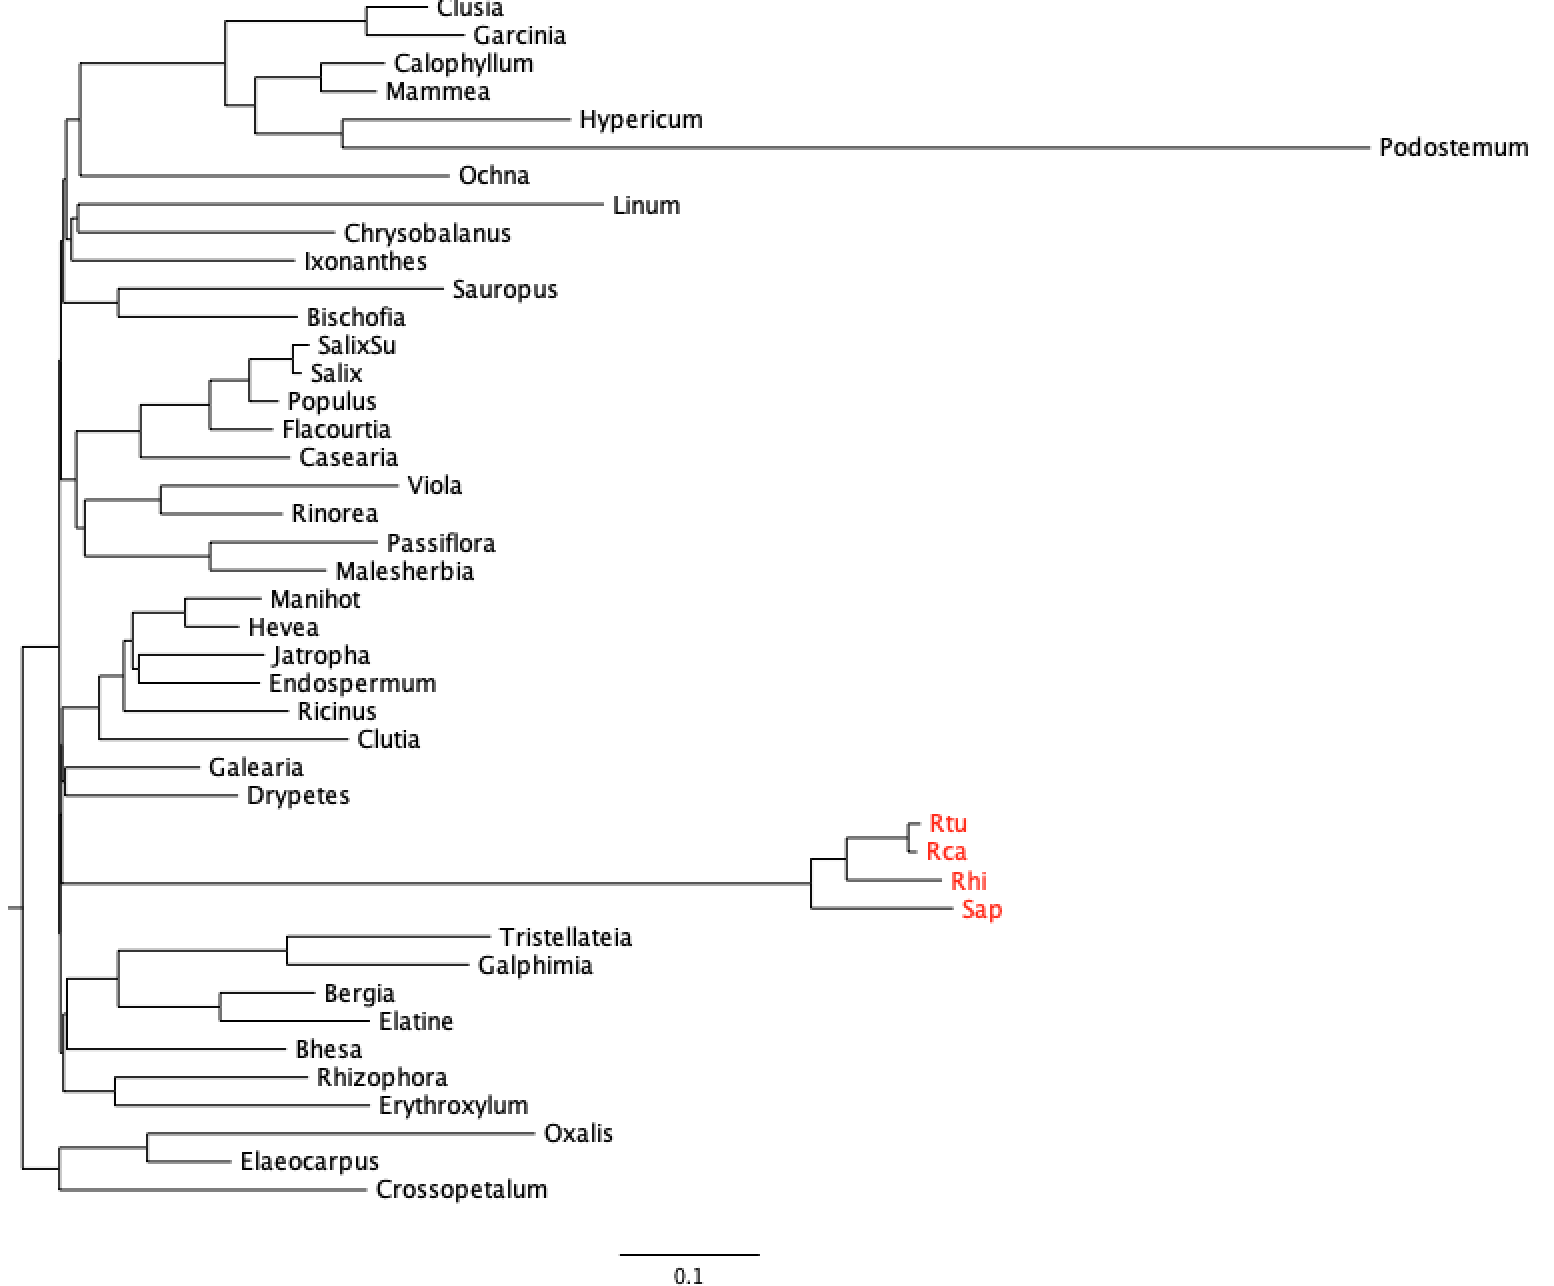 Clusia
Garcinia
Calophyllum
Mammea
Hypericum
Podostemum
Ochna
Linum
Chrysobalanus
Ixonanthes
Sauropus
Bischofia
SalixSu
Salix
Populus
Flacourtia
Casearia
Viola
Rinorea
Passiflora
Malesherbia
Manihot
Hevea
Jatropha
Endospermum
Ricinus
Clutia
Galearia
Drypetes
Rtu
Rca
Rhi
Sap
Tristellateia
Galphimia
Bergia
Elatine
Bhesa
Rhizophora
Erythroxylum
Oxalis
Elaeocarpus
Crossopetalum
0.1